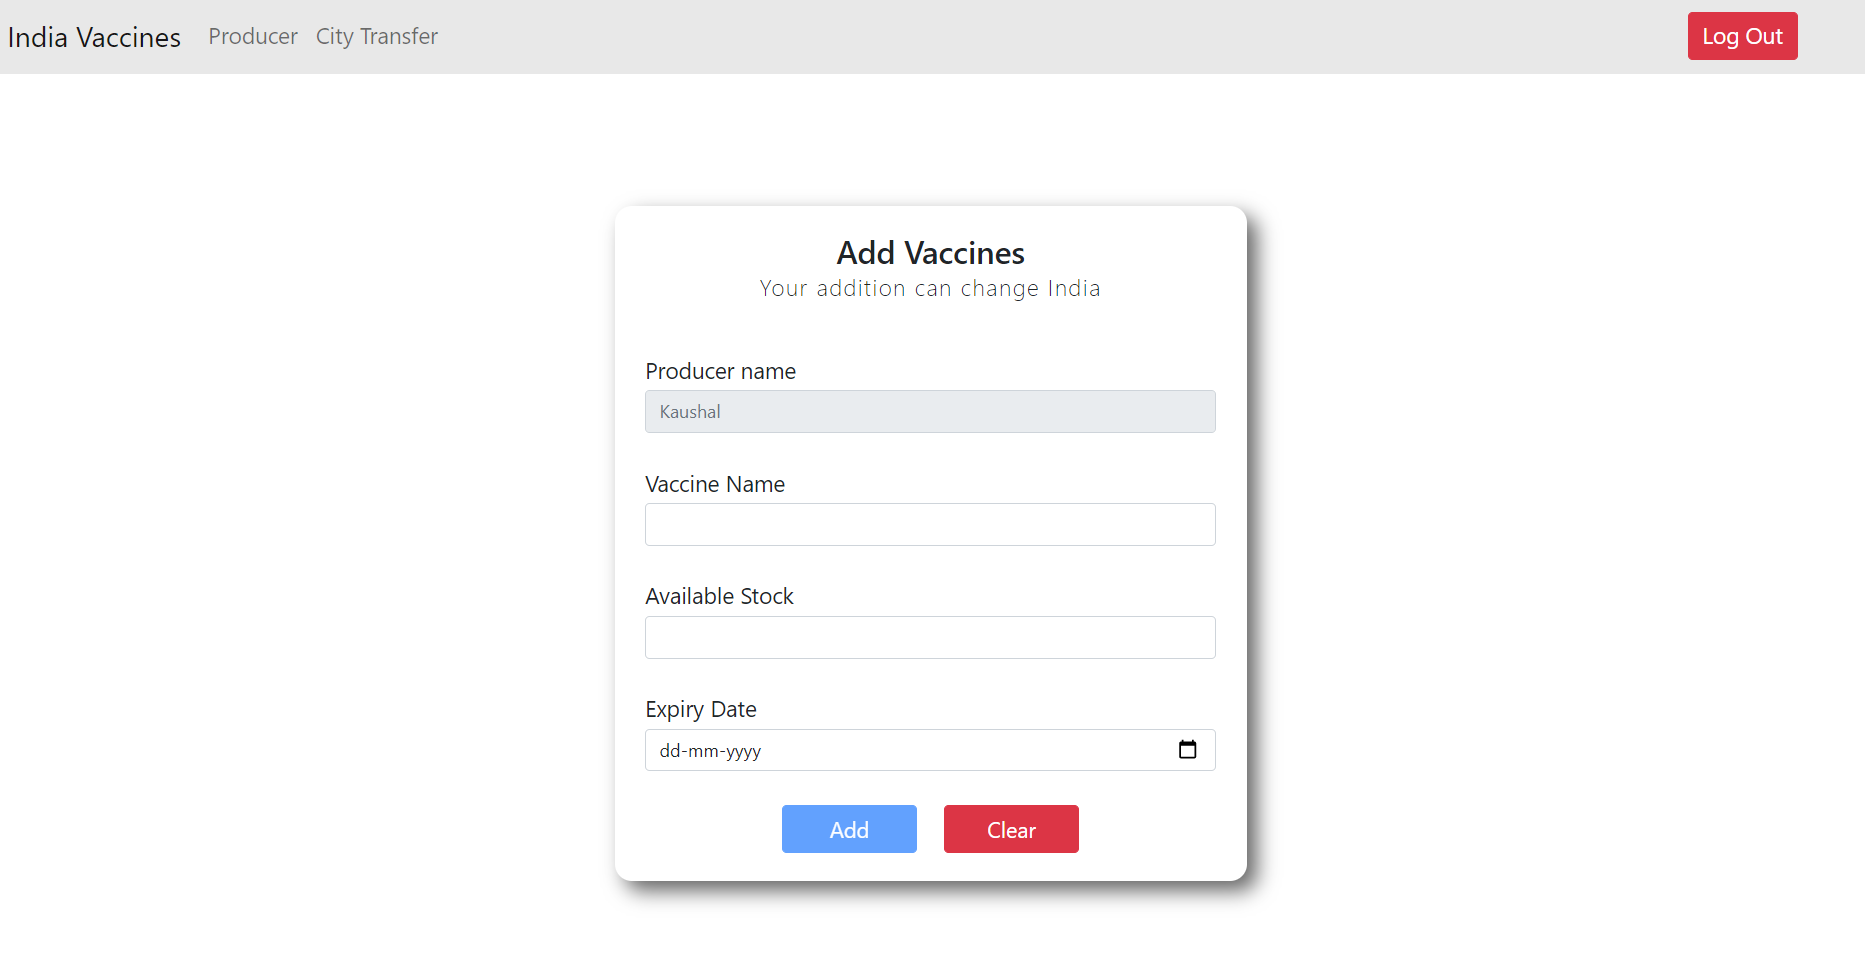 India Vaccines Producer City Transfer Log Out
Add Vaccines
Your addition can change India
Producer name
Kaushal
Vaccine Name
Available Stock
Expiry Date
dd-mm-yyyy
Add Clear